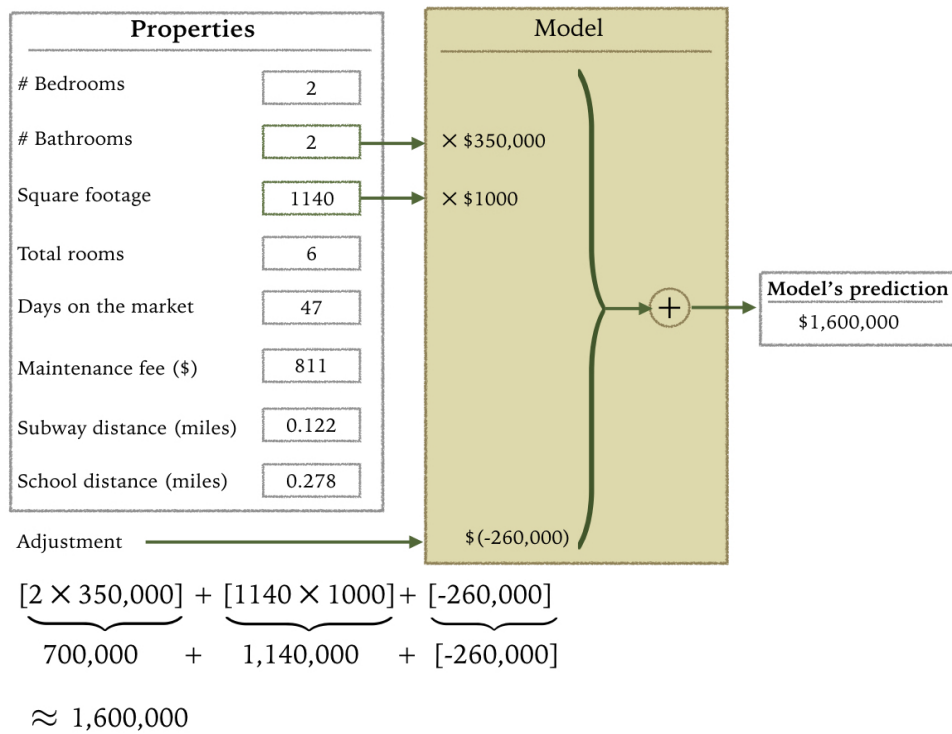 Properties
Model
# Bedrooms 2
# Bathrooms 2 × $350,000
Square footage 1140 × $1000
Total rooms 6
Days on the market 47
+
Model's prediction
$1,600,000
Maintenance fee ($) 811
Subway distance (miles) 0.122
School distance (miles) 0.278
Adjustment $(-260,000)
[2 × 350,000] + [1140 × 1000] + [-260,000]
700,000 + 1,140,000 + [-260,000]
≈ 1,600,000